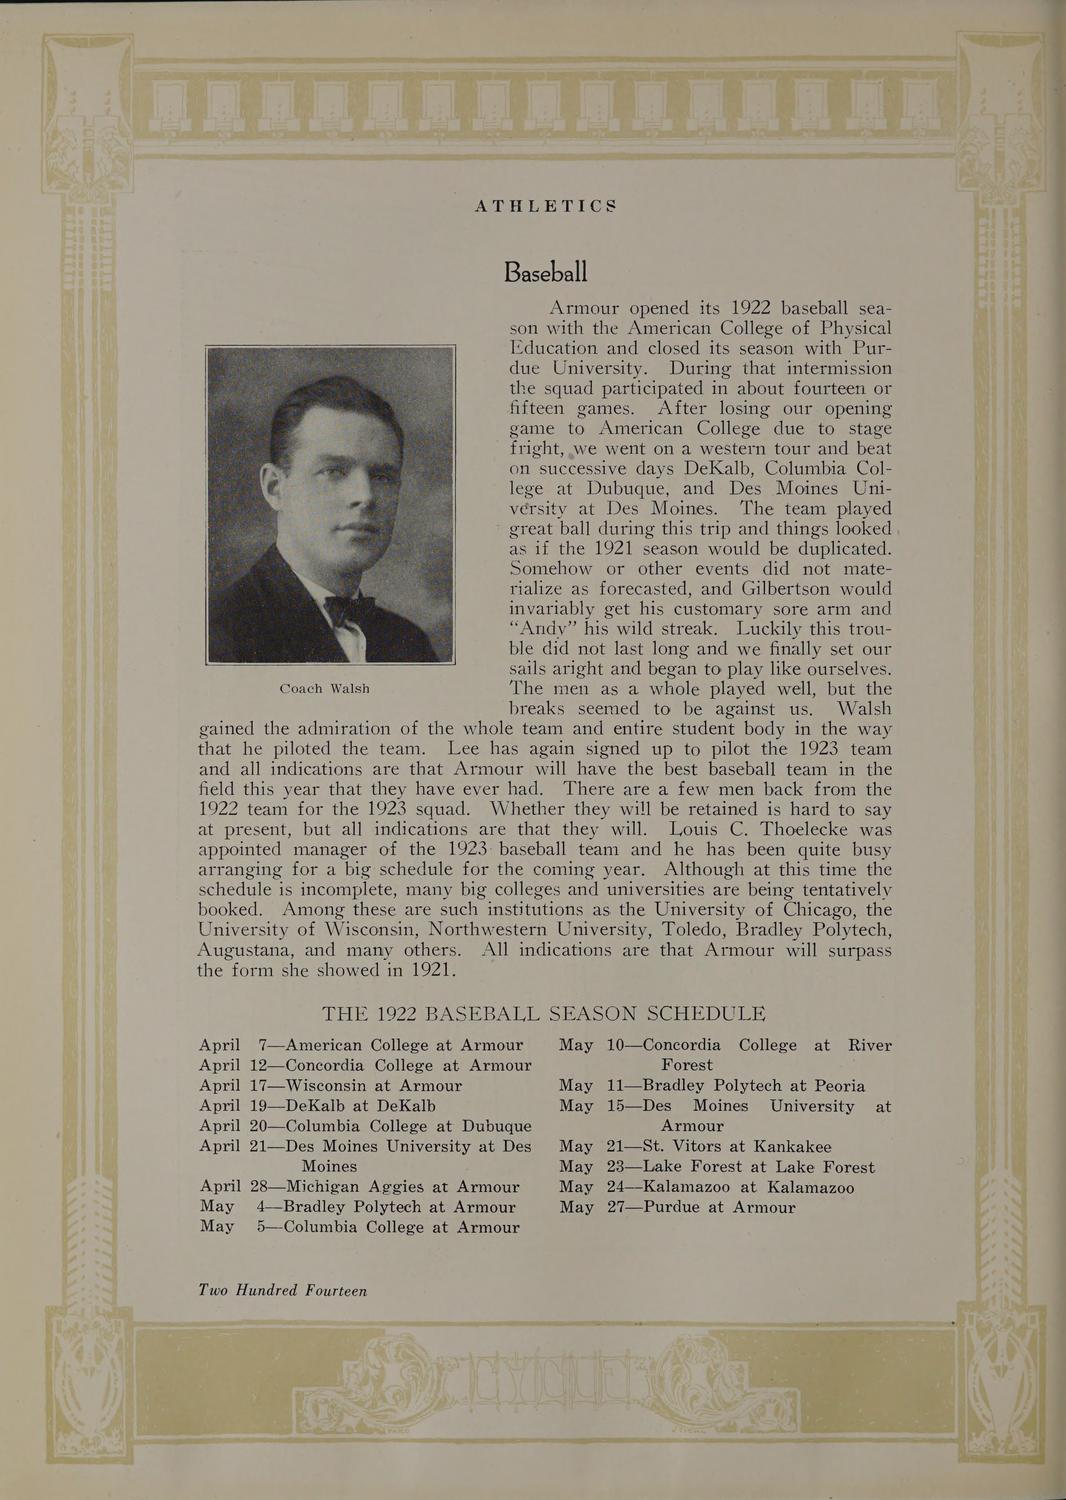 ATHLETICS
Baseball
Armour opened its 1922 baseball sea-
son with the American College of Physical
Education and closed its season with Pur-
due University. During that intermission
the squad participated in about fourteen or
fifteen games. After losing our opening
game to American College due to stage
fright, we went on a western tour and beat
on successive days DeKalb, Columbia Col-
lege at Dubuque, and Des Moines Uni-
versity at Des Moines. The team played
great ball during this trip and things looked
as if the 1921 season would be duplicated.
Somehow or other events did not mate-
rialize as forecasted, and Gilbertson would
invariably get his customary sore arm and
“Andy” his wild streak. Luckily this trou-
ble did not last long and we finally set our
sails aright and began to play like ourselves.
The men as a whole played well, but the
breaks seemed to be against us. Walsh
Coach Walsh
gained the admiration of the whole team and entire student body in the way
that he piloted the team. Lee has again signed up to pilot the 1923 team
and all indications are that Armour will have the best baseball team in the
field this year that they have ever had. There are a few men back from the
1922 team for the 1923 squad. Whether they will be retained is hard to say
at present, but all indications are that they will. Louis C. Thoelecke was
appointed manager of the 1923 baseball team and he has been quite busy
arranging for a big schedule for the coming year. Although at this time the
schedule is incomplete, many big colleges and universities are being tentatively
booked. Among these are such institutions as the University of Chicago, the
University of Wisconsin, Northwestern University, Toledo, Bradley Polytech,
Augustana, and many others. All indications are that Armour will surpass
the form she showed in 1921.
THE 1922 BASEBALL SEASON SCHEDULE
April 7—American College at Armour
April 12—Concordia College at Armour
April 17—Wisconsin at Armour
April 19—DeKalb at DeKalb
April 20—Columbia College at Dubuque
April 21—Des Moines University at Des
Moines
April 28—Michigan Aggies at Armour
May 4—Bradley Polytech at Armour
May 5—Columbia College at Armour
May 10—Concordia College at River
Forest
May 11—Bradley Polytech at Peoria
May 15—Des Moines University at
Armour
May 21—St. Vitors at Kankakee
May 23—Lake Forest at Lake Forest
May 24—Kalamazoo at Kalamazoo
May 27—Purdue at Armour
Two Hundred Fourteen